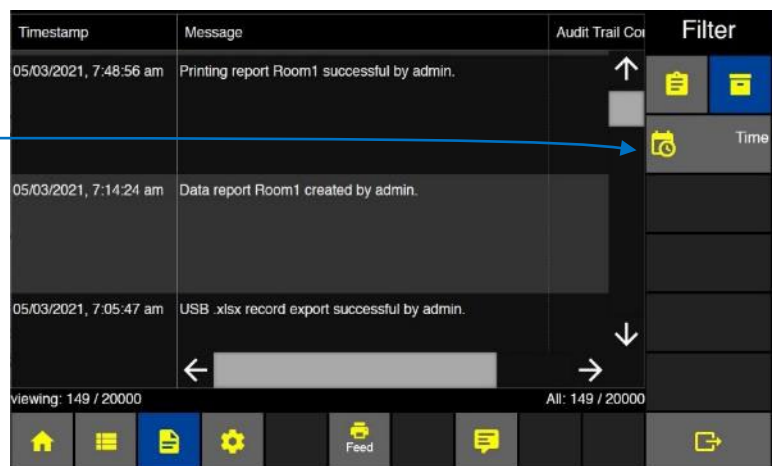 Timestamp Message Audit Trail Cor Filter
05/03/2021, 7:48:56 am Printing report Room1 successful by admin.
Time
05/03/2021, 7:14:24 am Data report Room1 created by admin.
05/03/2021, 7:05:47 am USB .xlsx record export successful by admin.
viewing: 149 / 20000 All: 149 / 20000
Feed